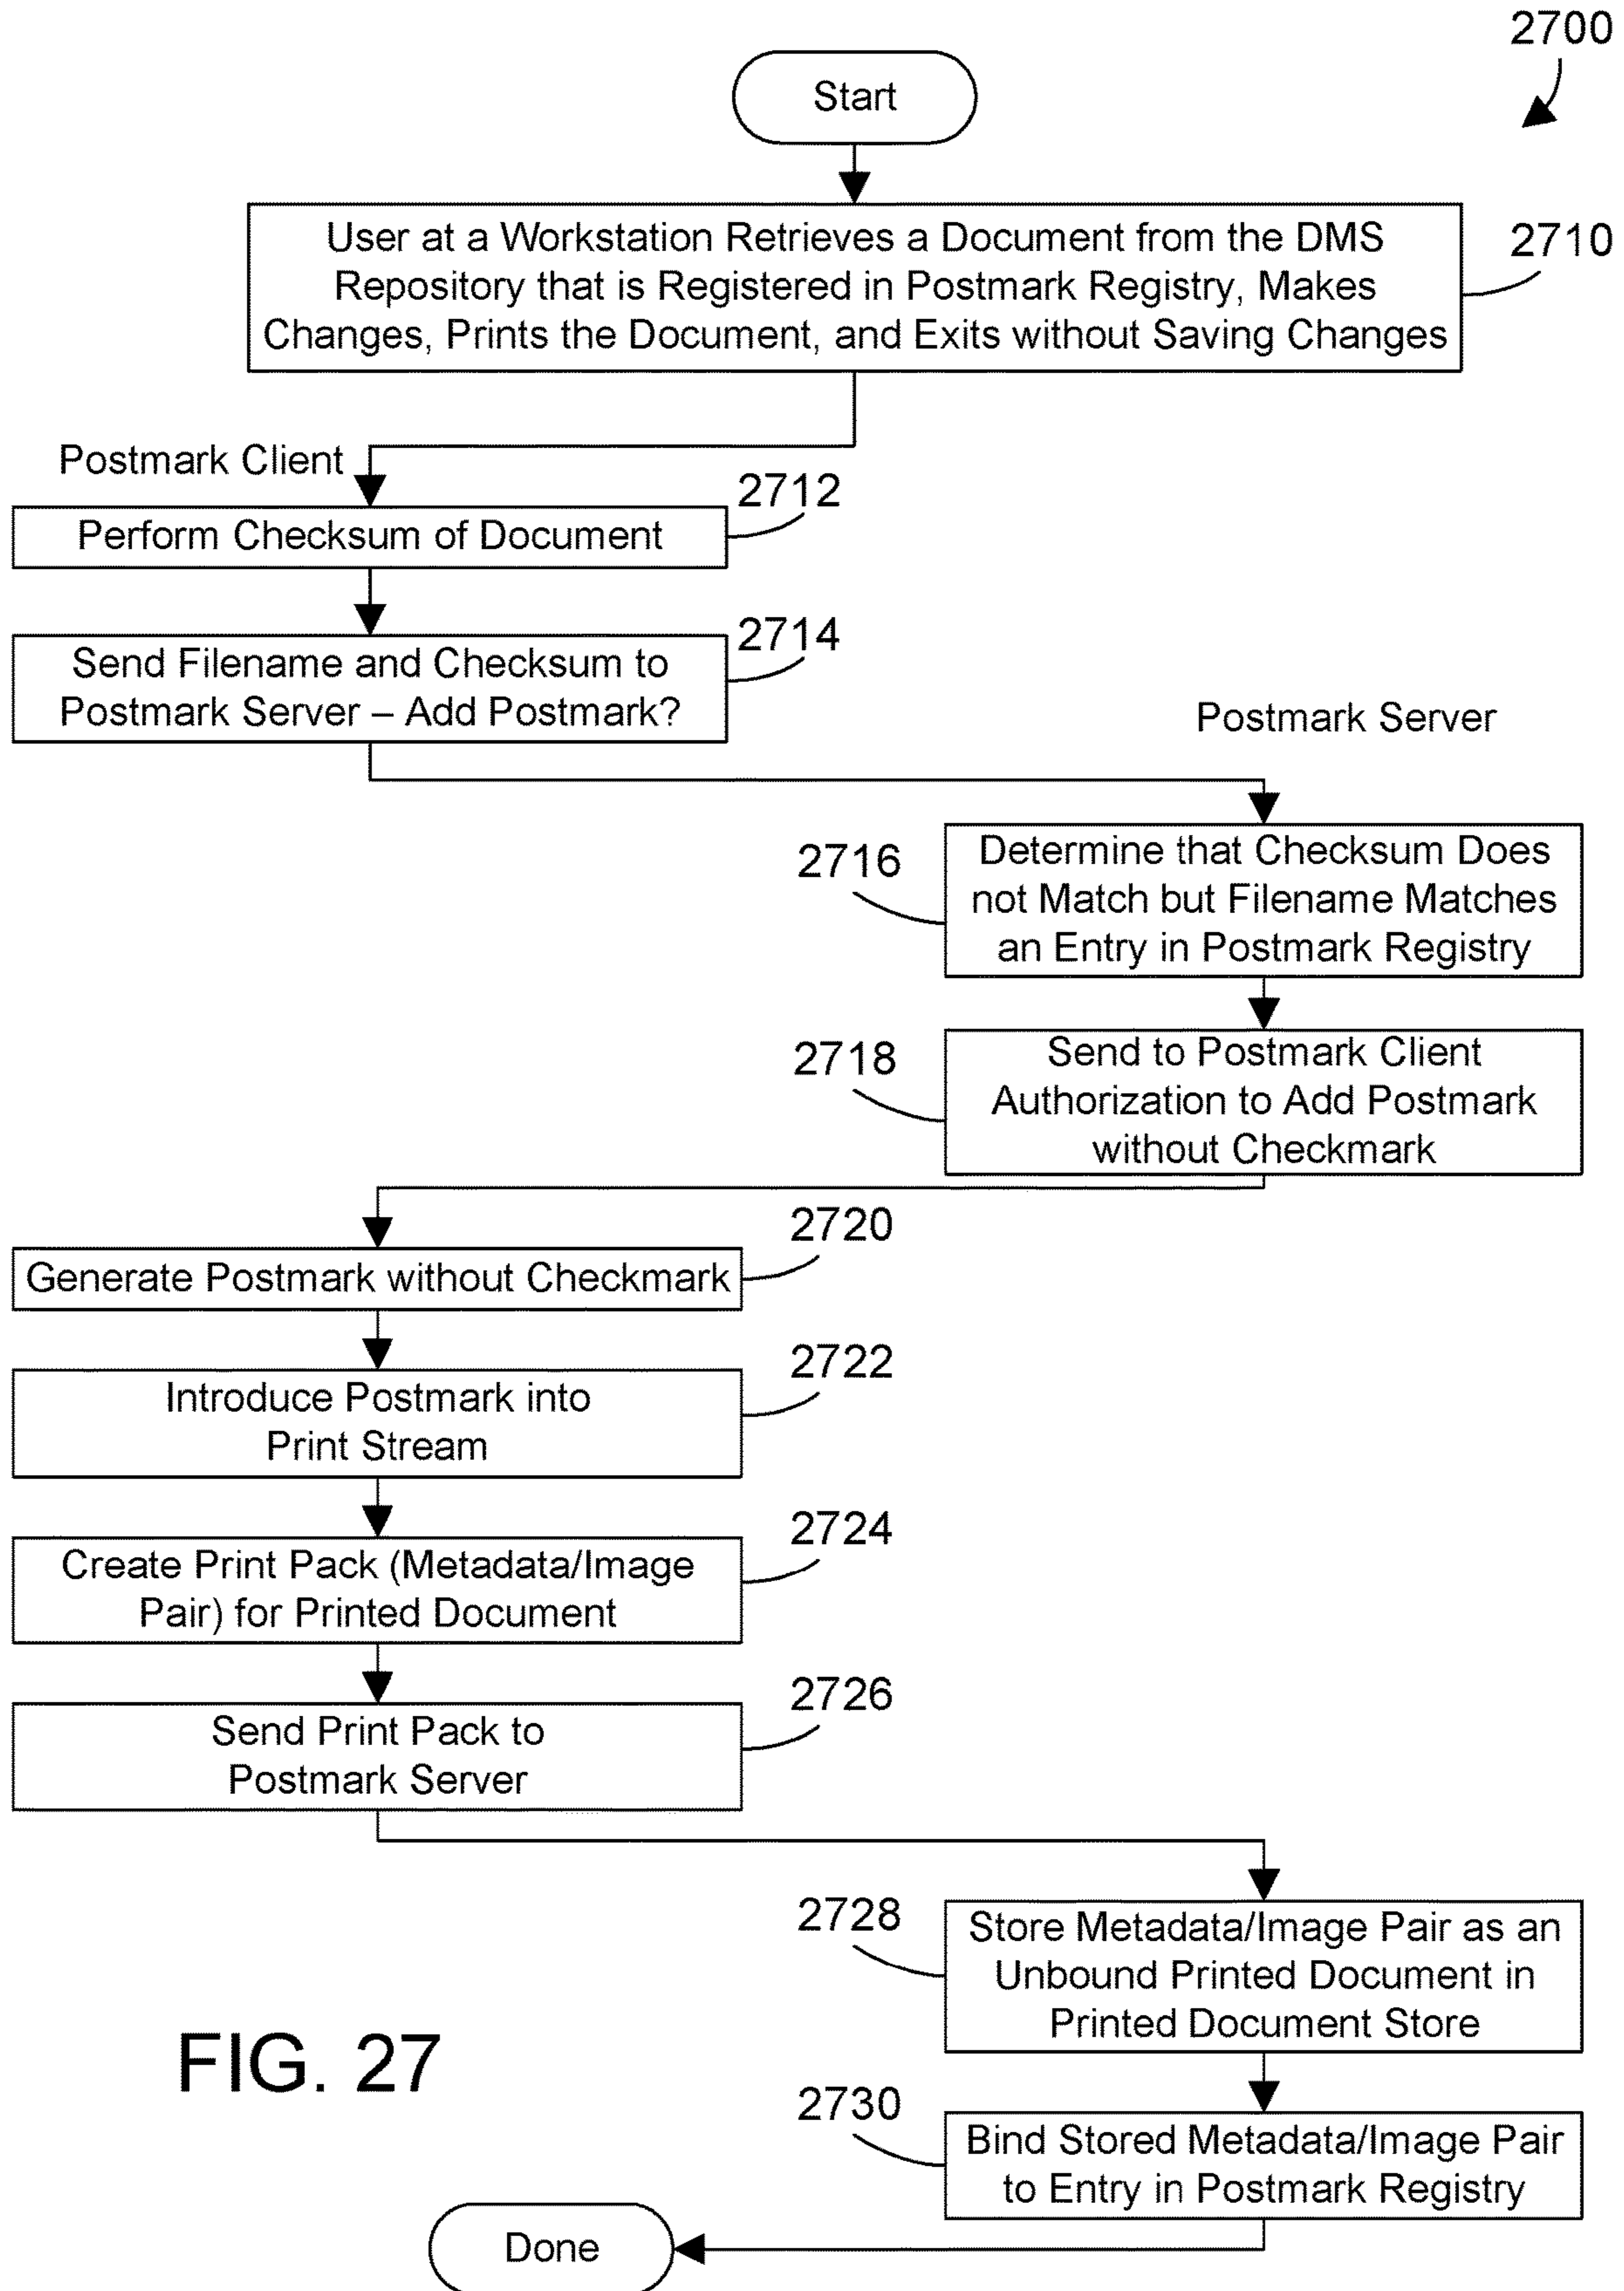 2700
Start
User at a Workstation Retrieves a Document from the DMS
Repository that is Registered in Postmark Registry, Makes
Changes, Prints the Document, and Exits without Saving Changes
2710
Postmark Client
2712
Perform Checksum of Document
2714
Send Filename and Checksum to
Postmark Server – Add Postmark?
Postmark Server
2716
Determine that Checksum Does
not Match but Filename Matches
an Entry in Postmark Registry
2718
Send to Postmark Client
Authorization to Add Postmark
without Checkmark
2720
Generate Postmark without Checkmark
2722
Introduce Postmark into
Print Stream
2724
Create Print Pack (Metadata/Image
Pair) for Printed Document
2726
Send Print Pack to
Postmark Server
2728
Store Metadata/Image Pair as an
Unbound Printed Document in
Printed Document Store
2730
Bind Stored Metadata/Image Pair
to Entry in Postmark Registry
Done
FIG. 27